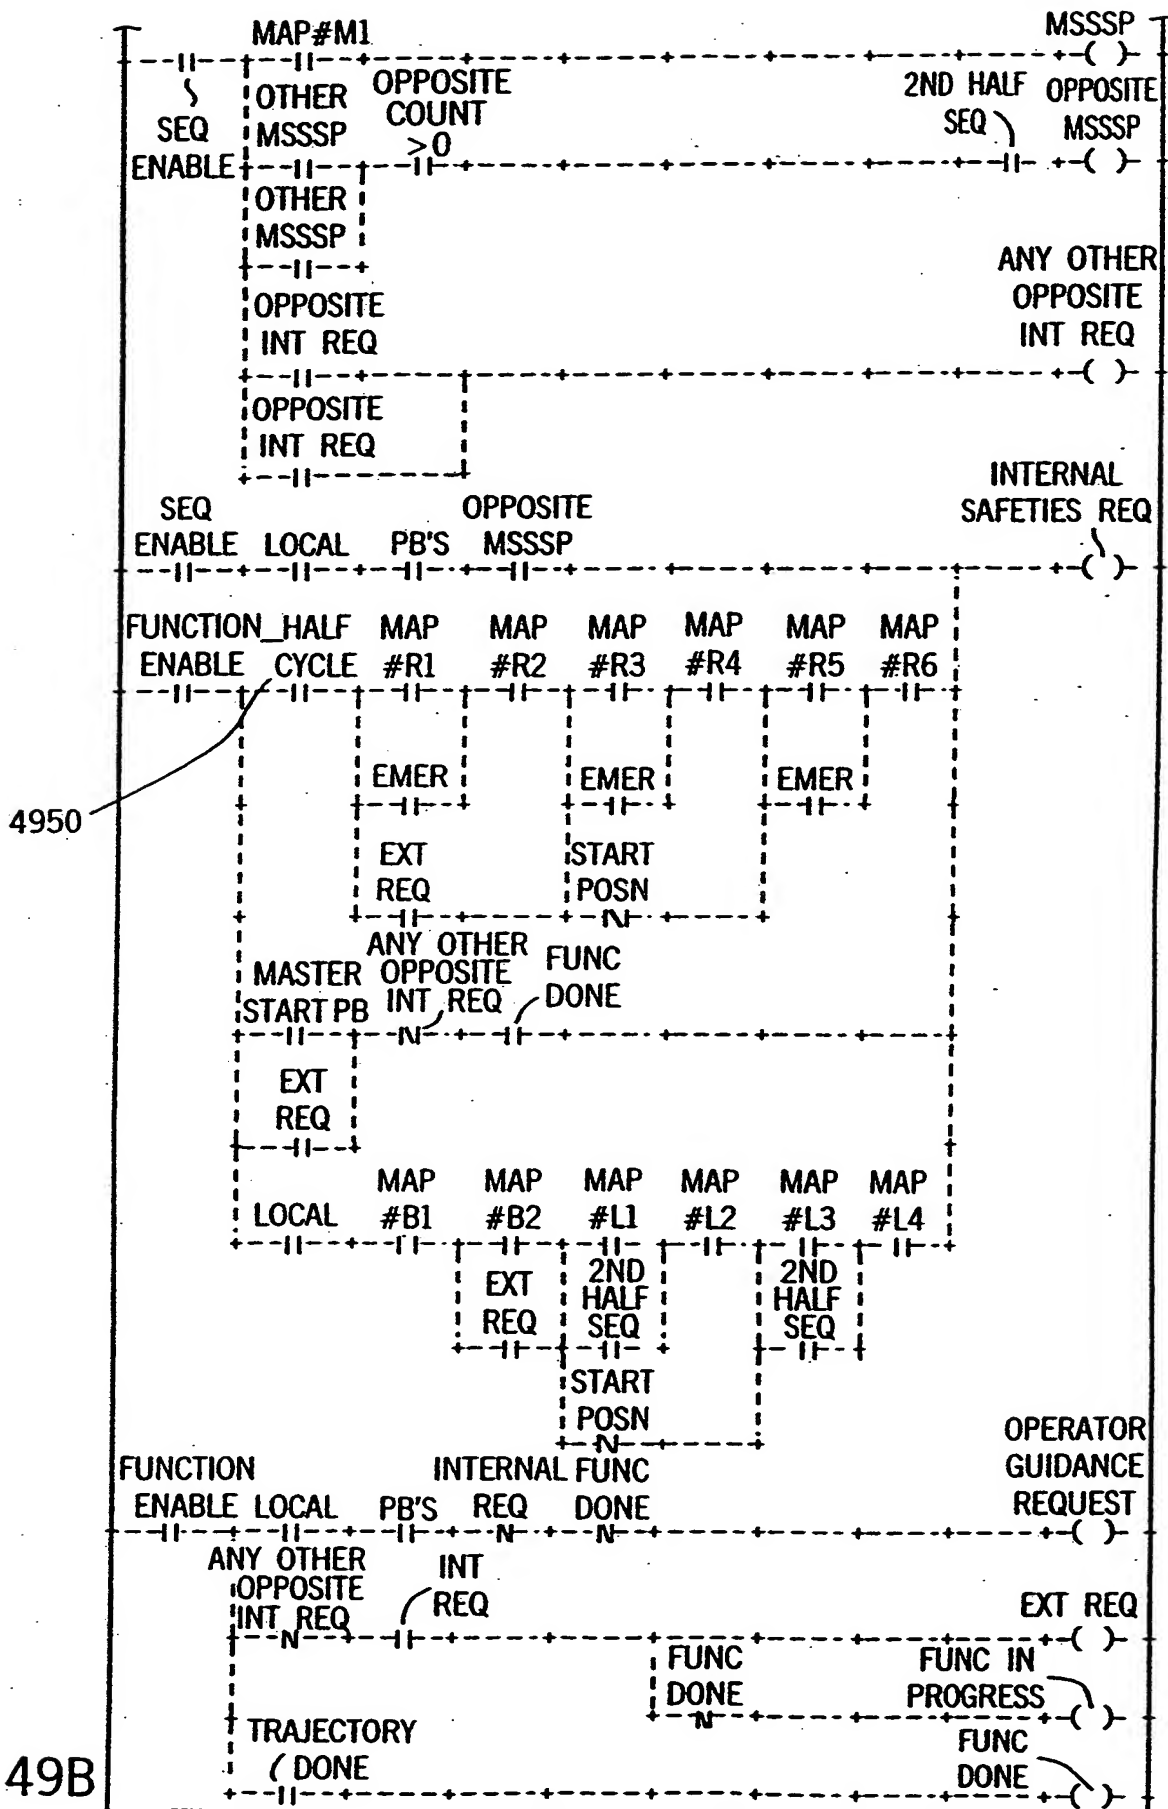 MAP#M1 MSSSP
OTHER OPPOSITE 2ND HALF OPPOSITE
SEQ MSSSP COUNT SEQ MSSSP
ENABLE >0
OTHER
MSSSP
ANY OTHER
OPPOSITE OPPOSITE
INT REQ INT REQ
OPPOSITE
INT REQ
INTERNAL
SEQ OPPOSITE SAFETIES REQ
ENABLE LOCAL PB'S MSSSP
FUNCTION HALF MAP MAP MAP MAP MAP MAP
ENABLE CYCLE #R1 #R2 #R3 #R4 #R5 #R6
EMER EMER EMER
4950
EXT START
REQ POSN
ANY OTHER FUNC
MASTER OPPOSITE DONE
START PB INT REQ
EXT
REQ
MAP MAP MAP MAP MAP MAP
LOCAL #B1 #B2 #L1 #L2 #L3 #L4
EXT 2ND 2ND
REQ HALF HALF
SEQ SEQ
START
POSN
OPERATOR
FUNCTION INTERNAL FUNC GUIDANCE
ENABLE LOCAL PB'S REQ DONE REQUEST
ANY OTHER INT
OPPOSITE REQ
INT REQ EXT REQ
FUNC FUNC IN
DONE PROGRESS
TRAJECTORY FUNC
DONE DONE
49B